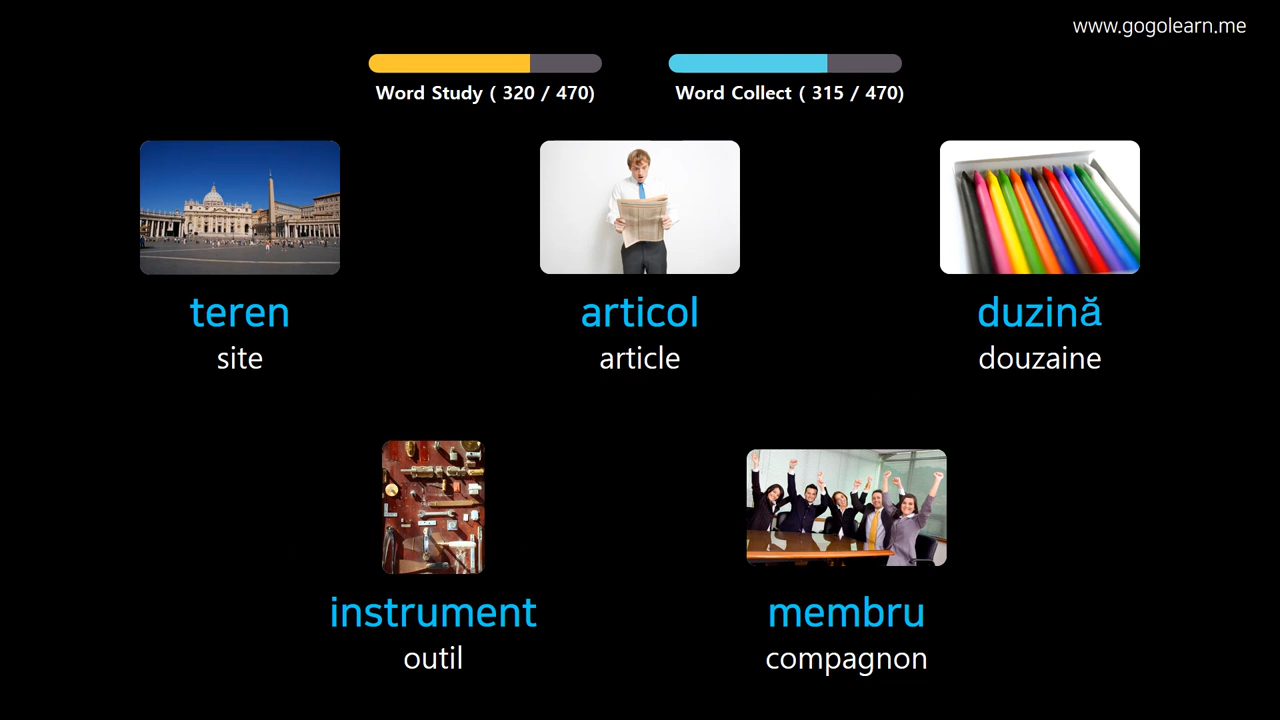 www.gogolearn.me
Word Study ( 320 / 470)
Word Collect ( 315 / 470)
teren
site
articol
article
duzină
douzaine
instrument
outil
membru
compagnon